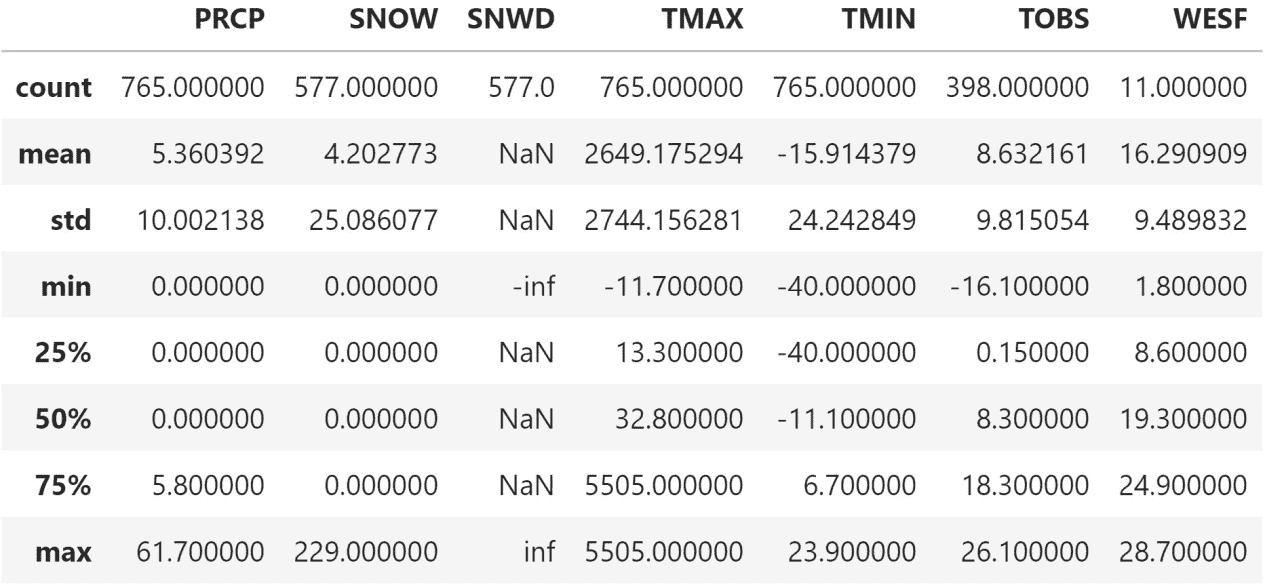 PRCP SNOW SNWD TMAX TMIN TOBS WESF
count 765.000000 577.000000 577.0 765.000000 765.000000 398.000000 11.000000
mean 5.360392 4.202773 NaN 2649.175294 -15.914379 8.632161 16.290909
std 10.002138 25.086077 NaN 2744.156281 24.242849 9.815054 9.489832
min 0.000000 0.000000 -inf -11.700000 -40.000000 -16.100000 1.800000
25% 0.000000 0.000000 NaN 13.300000 -40.000000 0.150000 8.600000
50% 0.000000 0.000000 NaN 32.800000 -11.100000 8.300000 19.300000
75% 5.800000 0.000000 NaN 5505.000000 6.700000 18.300000 24.900000
max 61.700000 229.000000 inf 5505.000000 23.900000 26.100000 28.700000